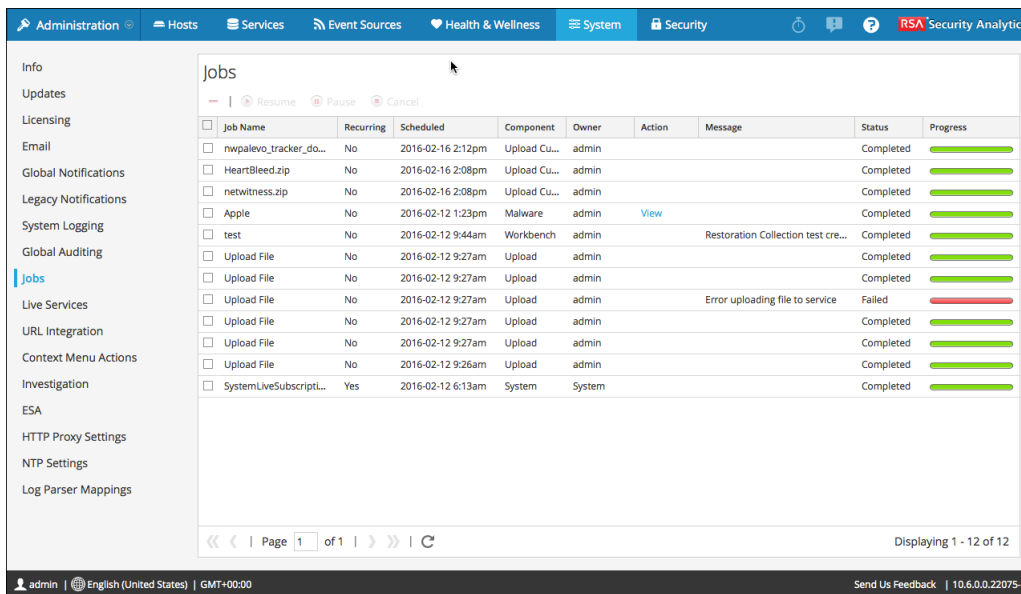 Administration Hosts Services Event Sources Health & Wellness System Security ? RSA Security Analytic
Info
Updates
Licensing
Email
Global Notifications
Legacy Notifications
System Logging
Global Auditing
Jobs
Live Services
URL Integration
Context Menu Actions
Investigation
ESA
HTTP Proxy Settings
NTP Settings
Log Parser Mappings
Jobs
Resume Pause Cancel
Job Name Recurring Scheduled Component Owner Action Message Status Progress
nwpalevo_tracker_do... No 2016-02-16 2:12pm Upload Cu... admin Completed
HeartBleed.zip No 2016-02-16 2:08pm Upload Cu... admin Completed
netwitness.zip No 2016-02-16 2:08pm Upload Cu... admin Completed
Apple No 2016-02-12 1:23pm Malware admin View Completed
test No 2016-02-12 9:44am Workbench admin Restoration Collection test cre... Completed
Upload File No 2016-02-12 9:27am Upload admin Completed
Upload File No 2016-02-12 9:27am Upload admin Completed
Upload File No 2016-02-12 9:27am Upload admin Error uploading file to service Failed
Upload File No 2016-02-12 9:27am Upload admin Completed
Upload File No 2016-02-12 9:27am Upload admin Completed
Upload File No 2016-02-12 9:26am Upload admin Completed
SystemLiveSubscripti... Yes 2016-02-12 6:13am System System Completed
| Page 1 of 1 | | Displaying 1 - 12 of 12
admin | English (United States) | GMT+00:00 Send Us Feedback | 10.6.0.0.22075-